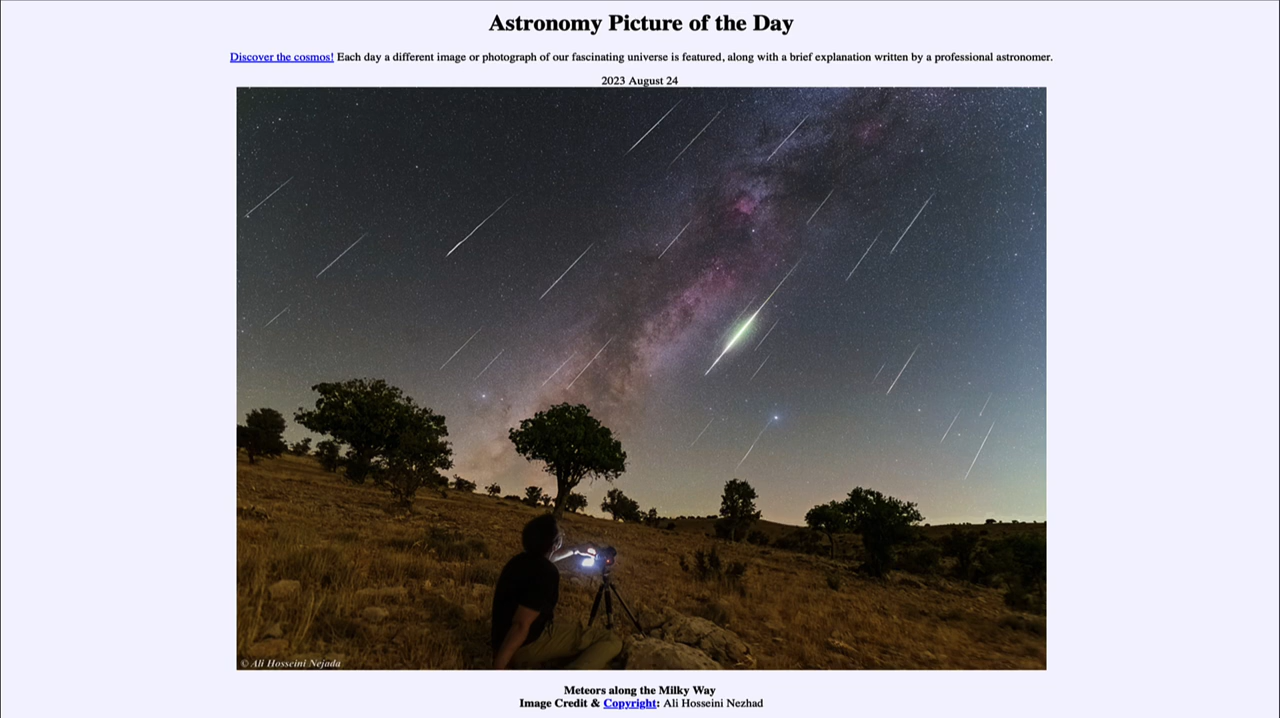 Astronomy Picture of the Day
Discover the cosmos! Each day a different image or photograph of our fascinating universe is featured, along with a brief explanation written by a professional astronomer.
2023 August 24
© Ali Hosseini Nejada
Meteors along the Milky Way
Image Credit & Copyright: Ali Hosseini Nezhad